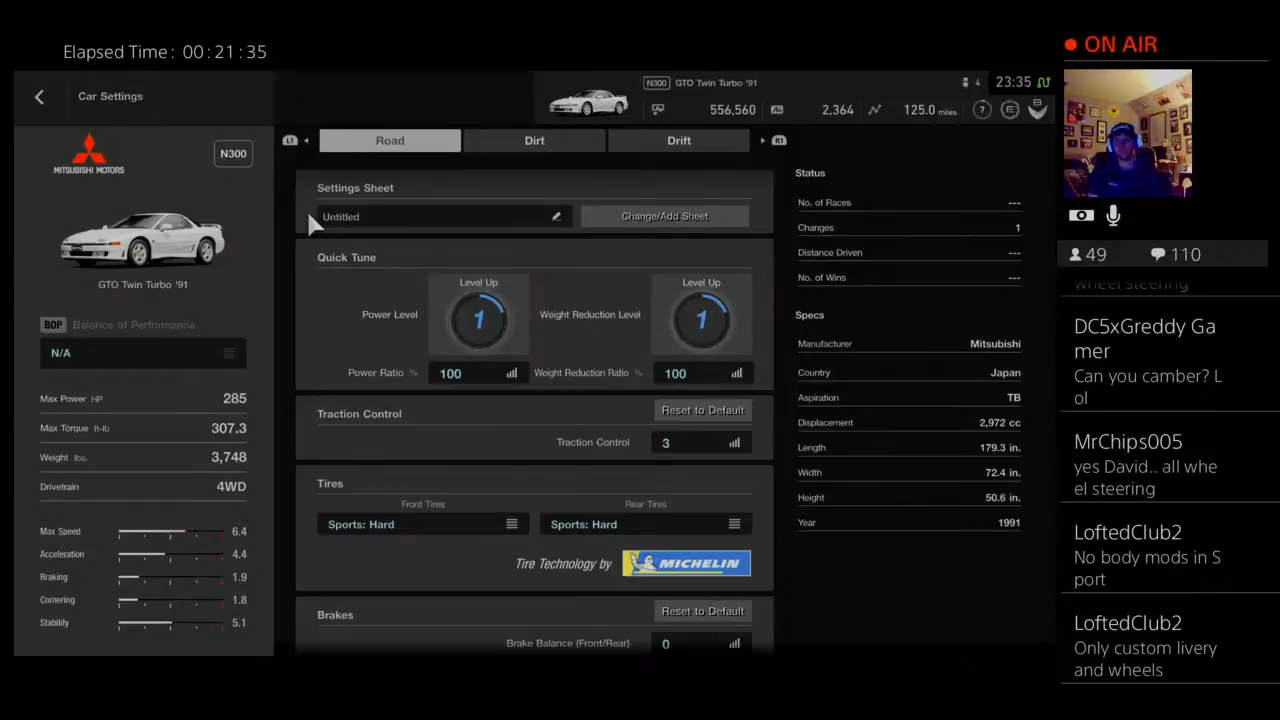 Elapsed Time: 00:21:35
ON AIR
Car Settings
N300 GTO Twin Turbo '91
4 23:35
556,560 2,364 125.0 miles 7 E B
MITSUBISHI MOTORS
N300
GTO Twin Turbo '91
BOP Balance of Performance
N/A
Max Power HP 285
Max Torque ft-lb 307.3
Weight lbs. 3,748
Drivetrain 4WD
Max Speed 6.4
Acceleration 4.4
Braking 1.9
Cornering 1.8
Stability 5.1
L1 Road Dirt Drift R1
Settings Sheet
Untitled Change/Add Sheet
Quick Tune
Level Up Level Up
Power Level 1 Weight Reduction Level 1
Power Ratio % 100 Weight Reduction Ratio % 100
Traction Control Reset to Default
Traction Control 3
Tires
Front Tires Rear Tires
Sports: Hard Sports: Hard
Tire Technology by MICHELIN
Brakes Reset to Default
Brake Balance (Front/Rear) 0
Status
No. of Races ---
Changes 1
Distance Driven ---
No. of Wins ---
Specs
Manufacturer Mitsubishi
Country Japan
Aspiration TB
Displacement 2,972 cc
Length 179.3 in.
Width 72.4 in.
Height 50.6 in.
Year 1991
49 110
wheel steering
DC5xGreddy Ga
mer
Can you camber? L
ol
MrChips005
yes David.. all whe
el steering
LoftedClub2
No body mods in S
port
LoftedClub2
Only custom livery
and wheels